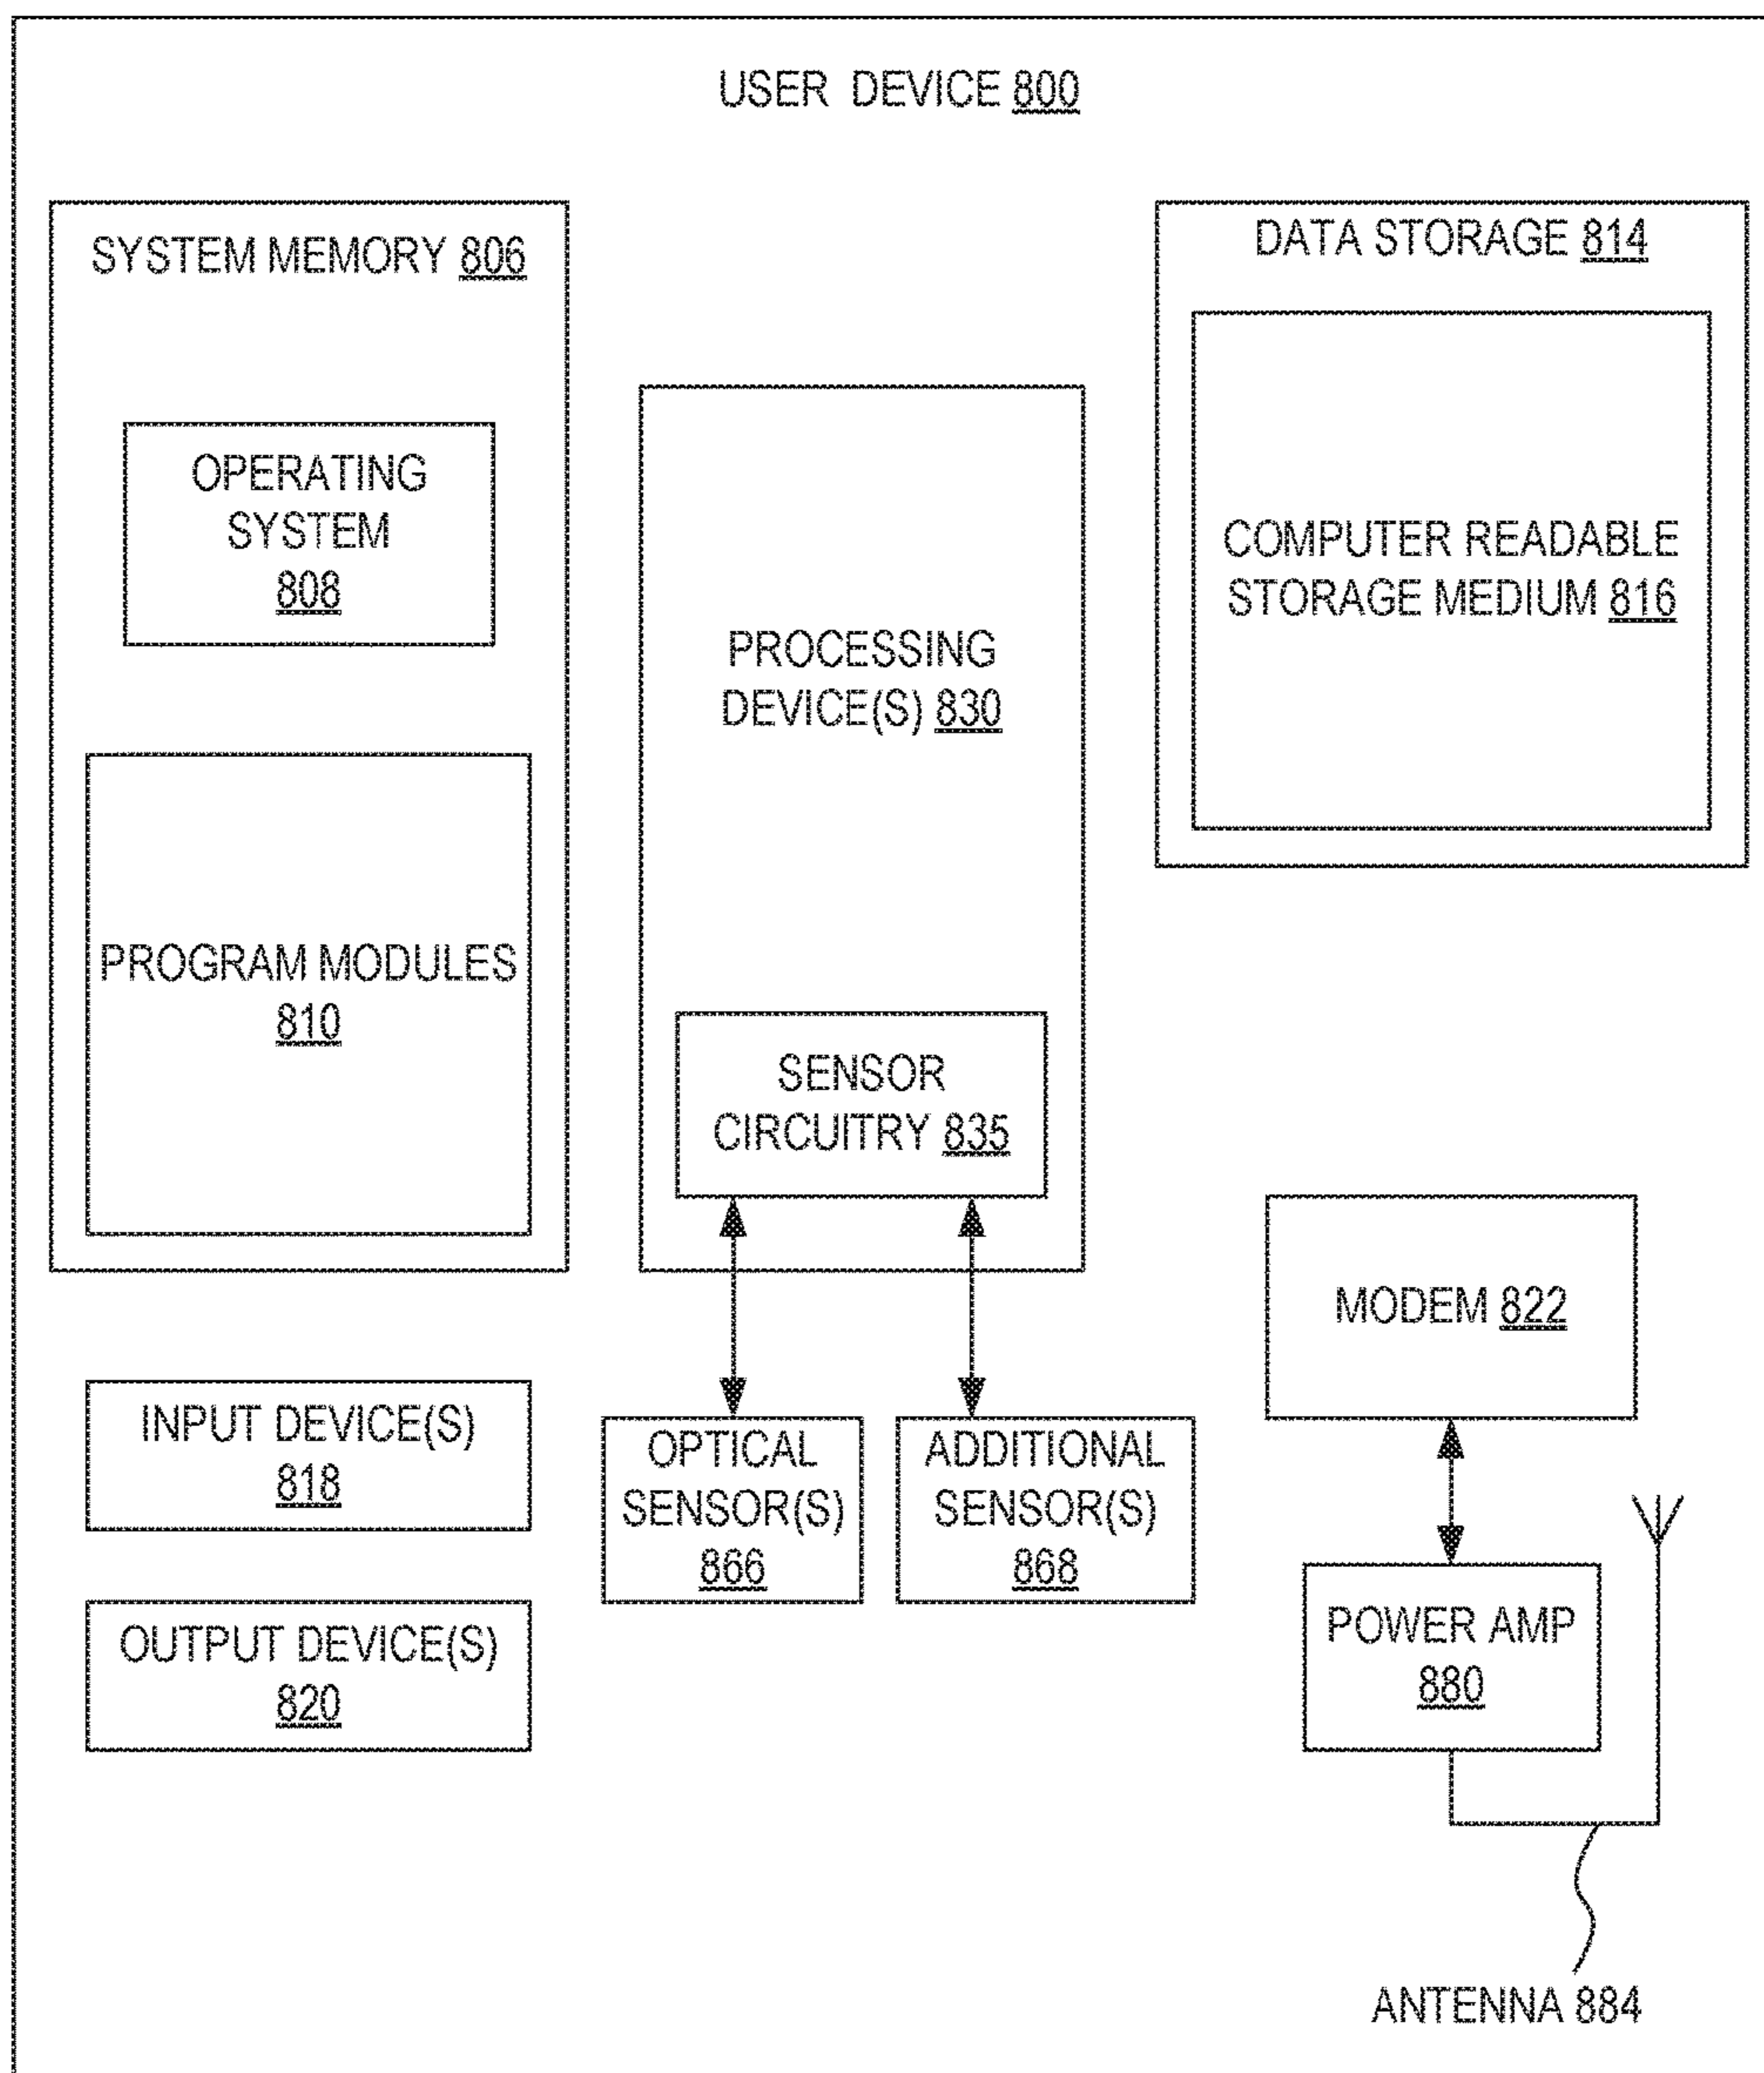 USER DEVICE 800
SYSTEM MEMORY 806
OPERATING
SYSTEM
808
PROGRAM MODULES
810
PROCESSING
DEVICE(S) 830
SENSOR
CIRCUITRY 835
DATA STORAGE 814
COMPUTER READABLE
STORAGE MEDIUM 816
INPUT DEVICE(S)
818
OUTPUT DEVICE(S)
820
OPTICAL
SENSOR(S)
866
ADDITIONAL
SENSOR(S)
868
MODEM 822
POWER AMP
880
ANTENNA 884